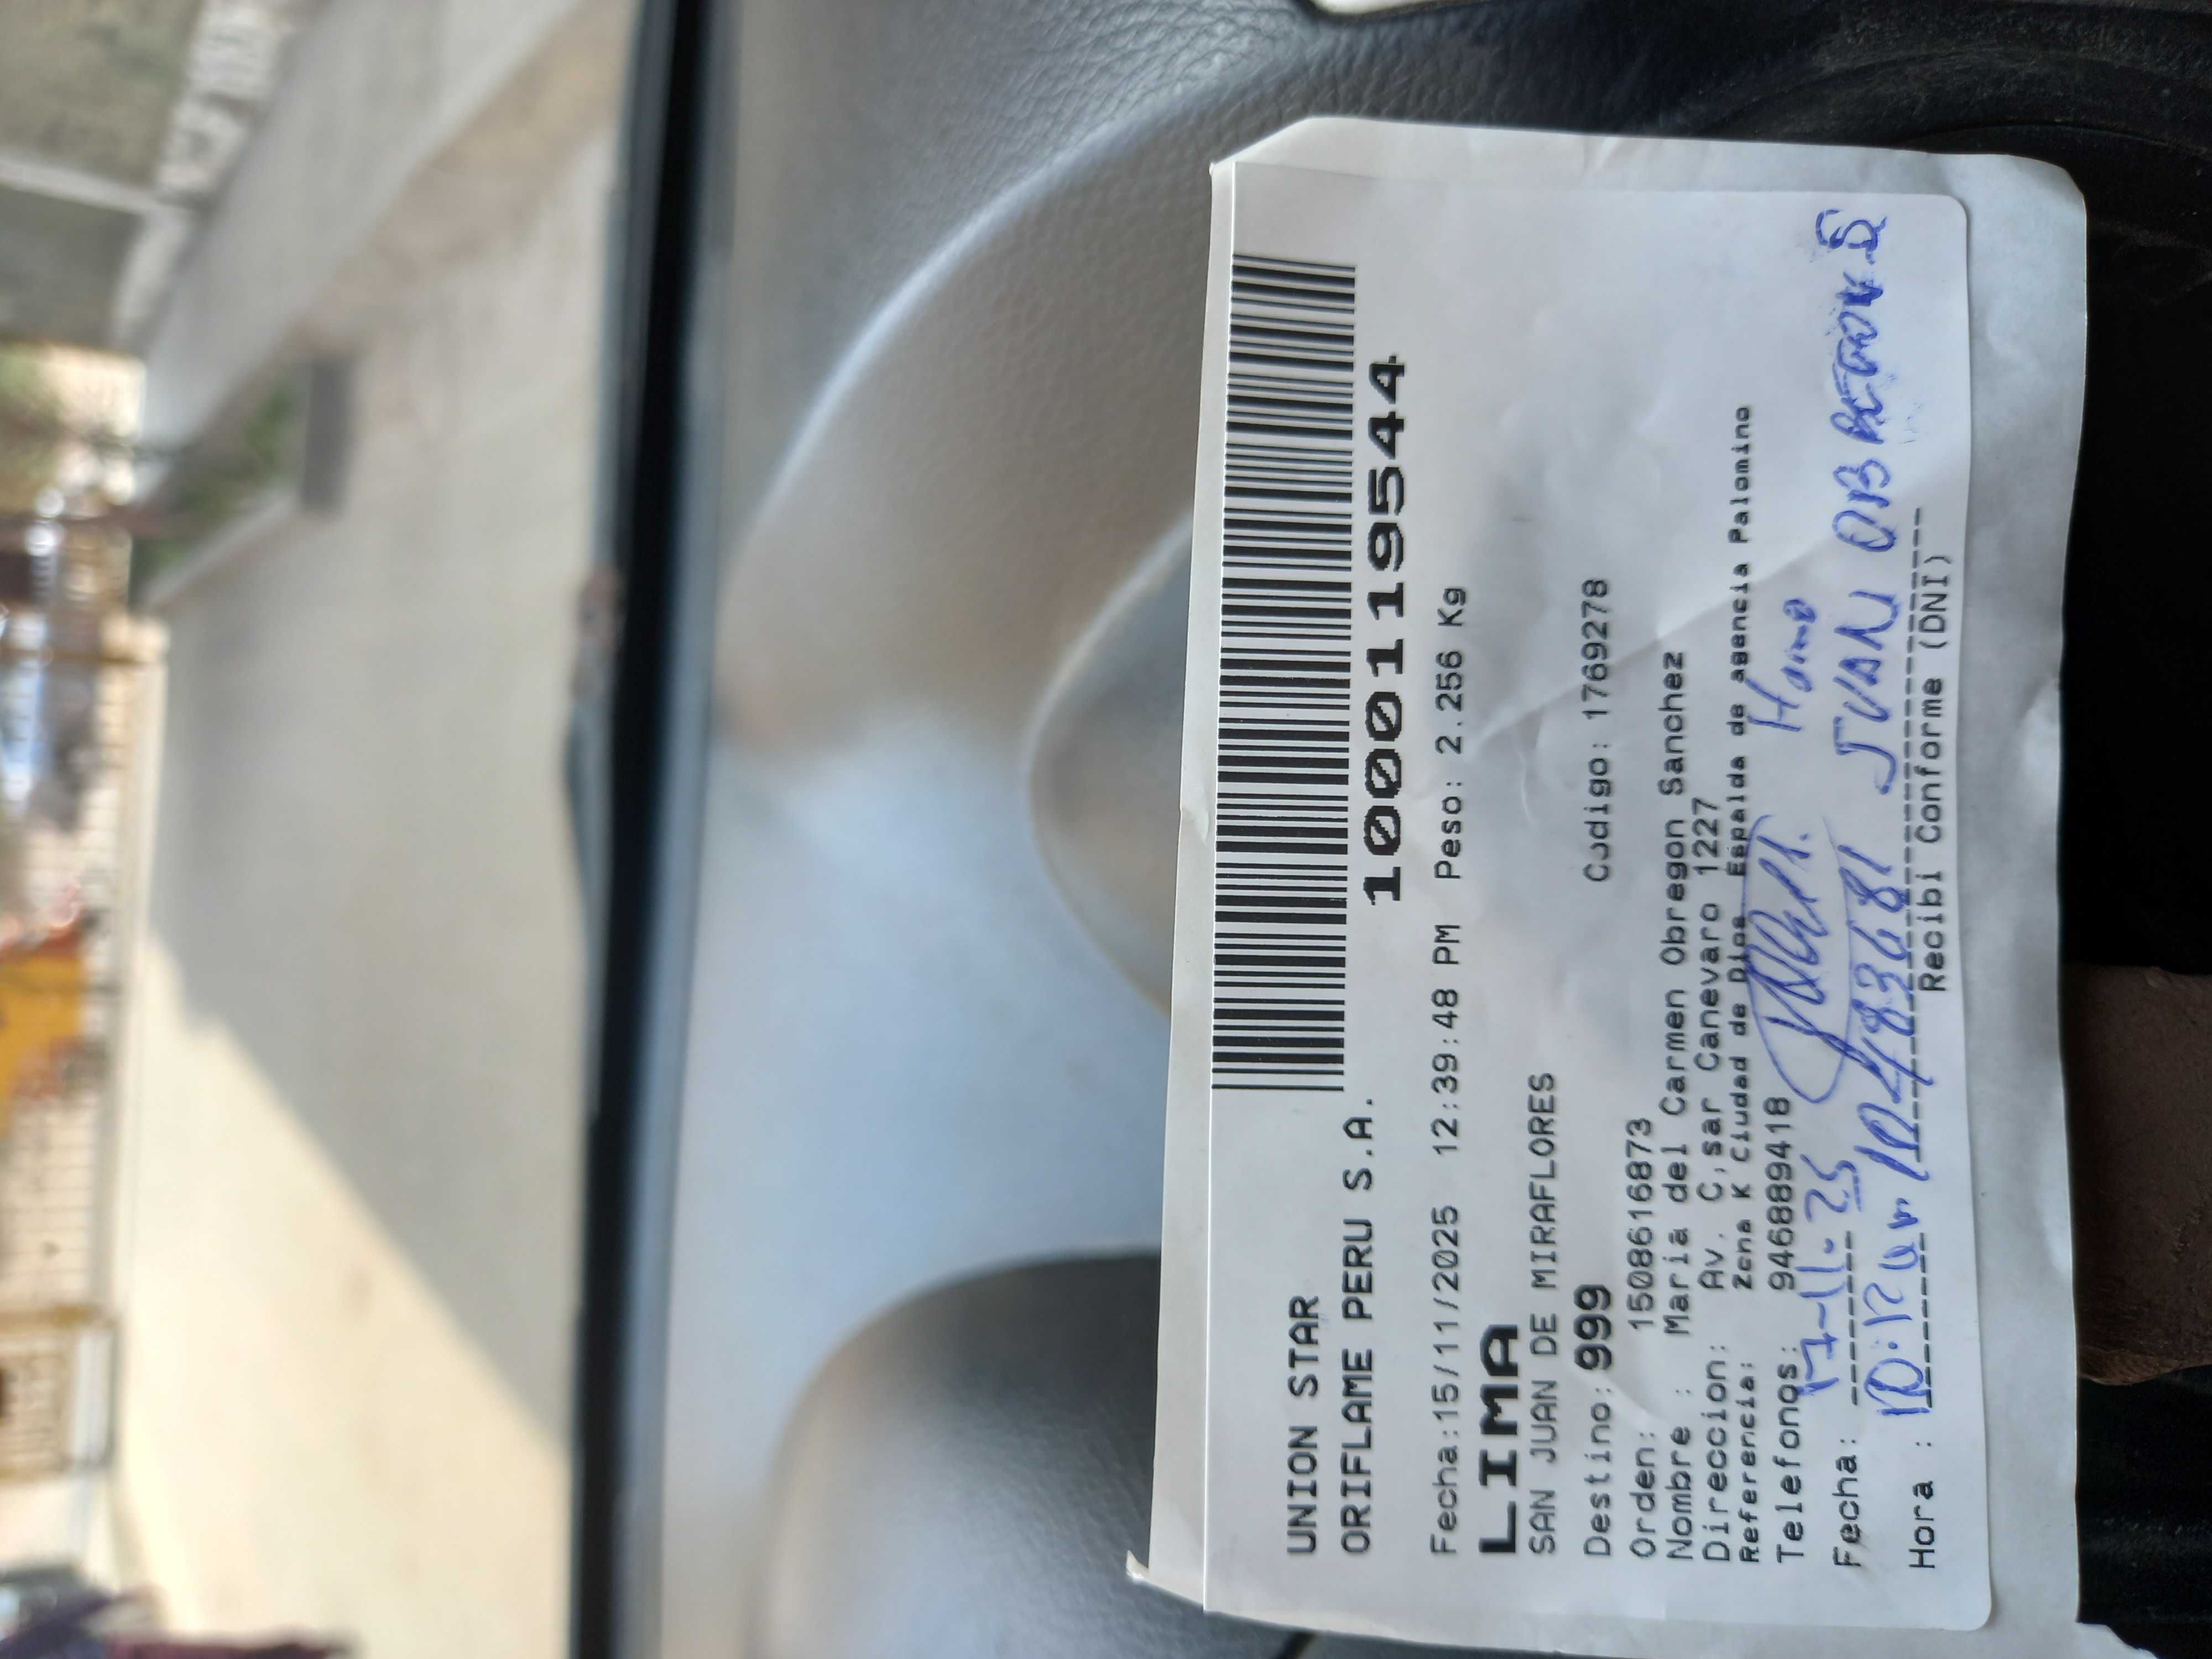 UNION STAR
ORIFLAME PERU S.A.
1000119544
Fecha:15/11/2025 12:39:48 PM Peso: 2.256 Kg
LIMA
SAN JUAN DE MIRAFLORES
Destino: 999 Codigo: 1769278
Orden: 1508616873
Nombre : Maria del Carmen Obregon Sanchez
Direccion: Av. C,sar Canevaro 1227
Referencia: Zona K Ciudad de Dios Espalda de agencia Palomino
Telefonos: 946889418
Fecha: 17-11-25
Hora : 10:12 JUAN OBREGON S
Recibi Conforme (DNI)